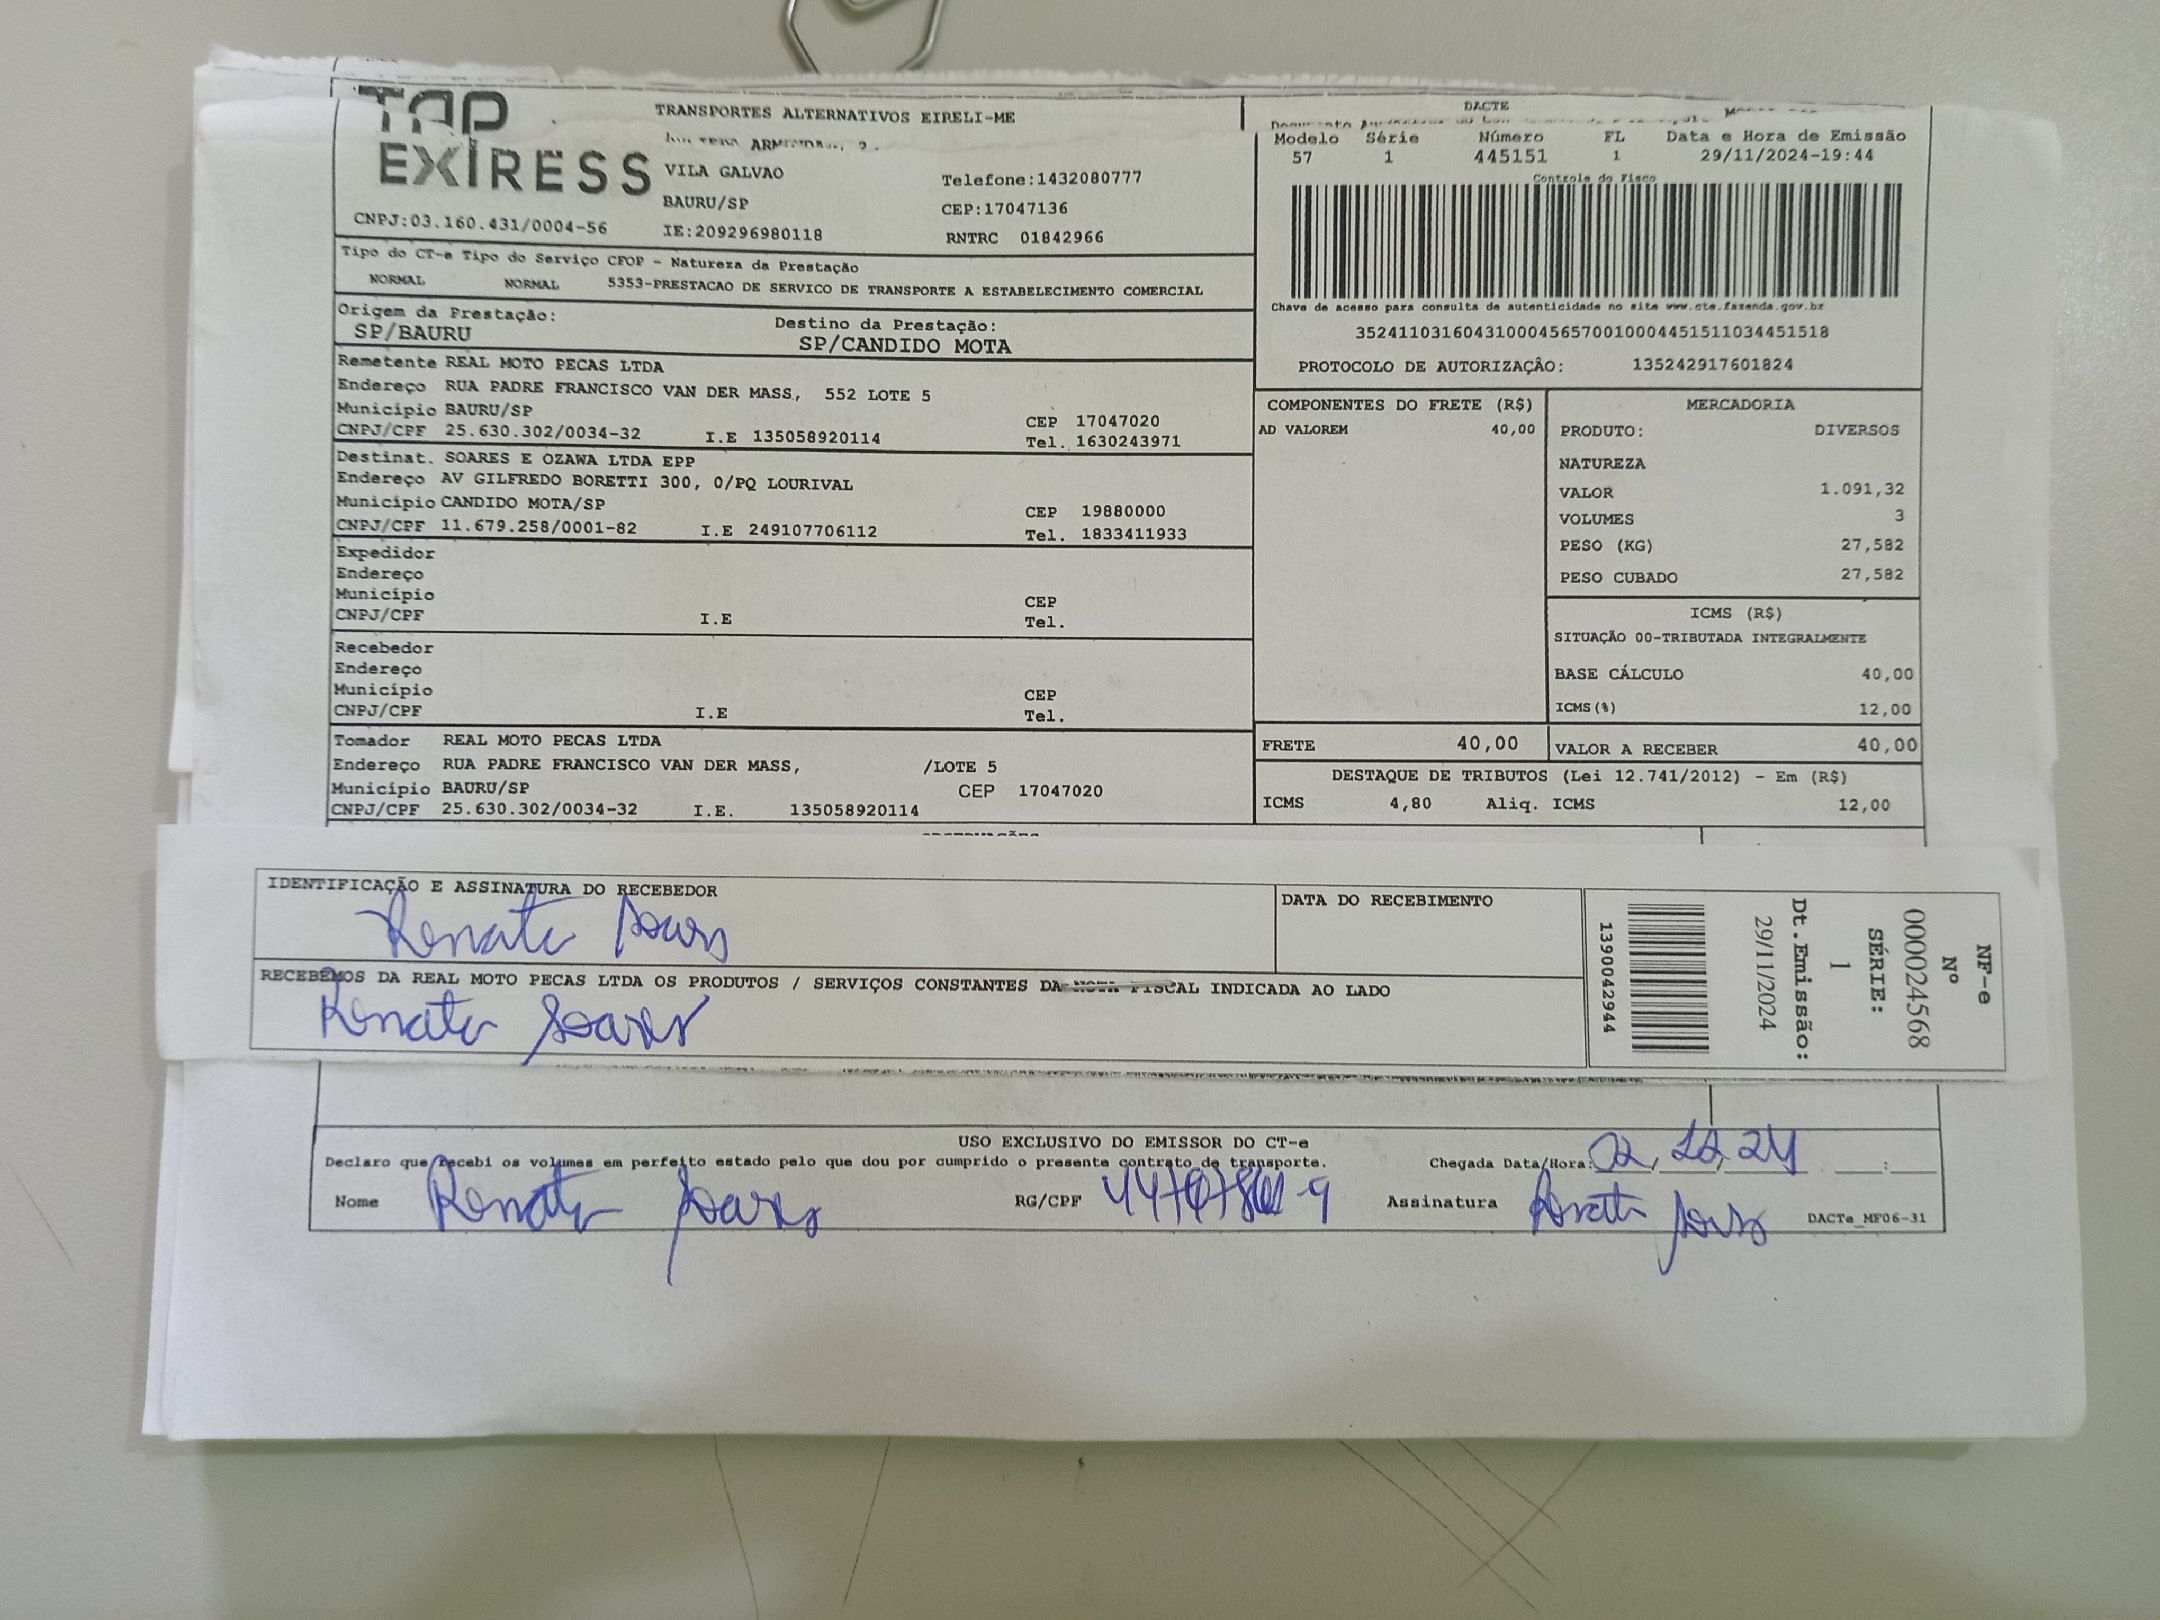 TAP
EXPRESS
CNPJ:03.160.431/0004-56
TRANSPORTES ALTERNATIVOS EIRELI-ME
VILA GALVAO
BAURU/SP
IE:209296980118
Telefone:1432080777
CEP:17047136
RNTRC 01842966
DACTE
Modelo Série Número FL Data e Hora de Emissão
57 1 445151 1 29/11/2024-19:44
Controle do Fisco
Chave de acesso para consulta de autenticidade no site www.cte.fazenda.gov.br
35241103160431000456570010004451511034451518
PROTOCOLO DE AUTORIZAÇÂO: 135242917601824
Tipo do CT-e Tipo do Serviço CFOP - Natureza da Prestação
NORMAL NORMAL 5353-PRESTACAO DE SERVICO DE TRANSPORTE A ESTABELECIMENTO COMERCIAL
Origem da Prestação: Destino da Prestação:
SP/BAURU SP/CANDIDO MOTA
Remetente REAL MOTO PECAS LTDA
Endereço RUA PADRE FRANCISCO VAN DER MASS, 552 LOTE 5
Município BAURU/SP CEP 17047020
CNPJ/CPF 25.630.302/0034-32 I.E 135058920114 Tel. 1630243971
Destinat. SOARES E OZAWA LTDA EPP
Endereço AV GILFREDO BORETTI 300, 0/PQ LOURIVAL
Município CANDIDO MOTA/SP CEP 19880000
CNPJ/CPF 11.679.258/0001-82 I.E 249107706112 Tel. 1833411933
Expedidor
Endereço
Município CEP
CNPJ/CPF I.E Tel.
Recebedor
Endereço
Município CEP
CNPJ/CPF I.E Tel.
Tomador REAL MOTO PECAS LTDA
Endereço RUA PADRE FRANCISCO VAN DER MASS, /LOTE 5
Município BAURU/SP CEP 17047020
CNPJ/CPF 25.630.302/0034-32 I.E. 135058920114
COMPONENTES DO FRETE (R$)
AD VALOREM 40,00
MERCADORIA
PRODUTO: DIVERSOS
NATUREZA
VALOR 1.091,32
VOLUMES 3
PESO (KG) 27,582
PESO CUBADO 27,582
ICMS (R$)
SITUAÇÃO 00-TRIBUTADA INTEGRALMENTE
BASE CÁLCULO 40,00
ICMS(%) 12,00
FRETE 40,00 VALOR A RECEBER 40,00
DESTAQUE DE TRIBUTOS (Lei 12.741/2012) - Em (R$)
ICMS 4,80 Aliq. ICMS 12,00
IDENTIFICAÇÃO E ASSINATURA DO RECEBEDOR
Renata Soares
DATA DO RECEBIMENTO
RECEBEMOS DA REAL MOTO PECAS LTDA OS PRODUTOS / SERVIÇOS CONSTANTES DA NOTA FISCAL INDICADA AO LADO
Renata Soares
NF-e
Nº
000024568
SÉRIE:
1
Dt.Emissão:
29/11/2024
1390042944
USO EXCLUSIVO DO EMISSOR DO CT-e
Declaro que recebi os volumes em perfeito estado pelo que dou por cumprido o presente contrato de transporte.
Chegada Data/Hora: 02, 12, 24 :
Nome Renata Soares RG/CPF Assinatura Renata Soares
DACTe_MF06-31